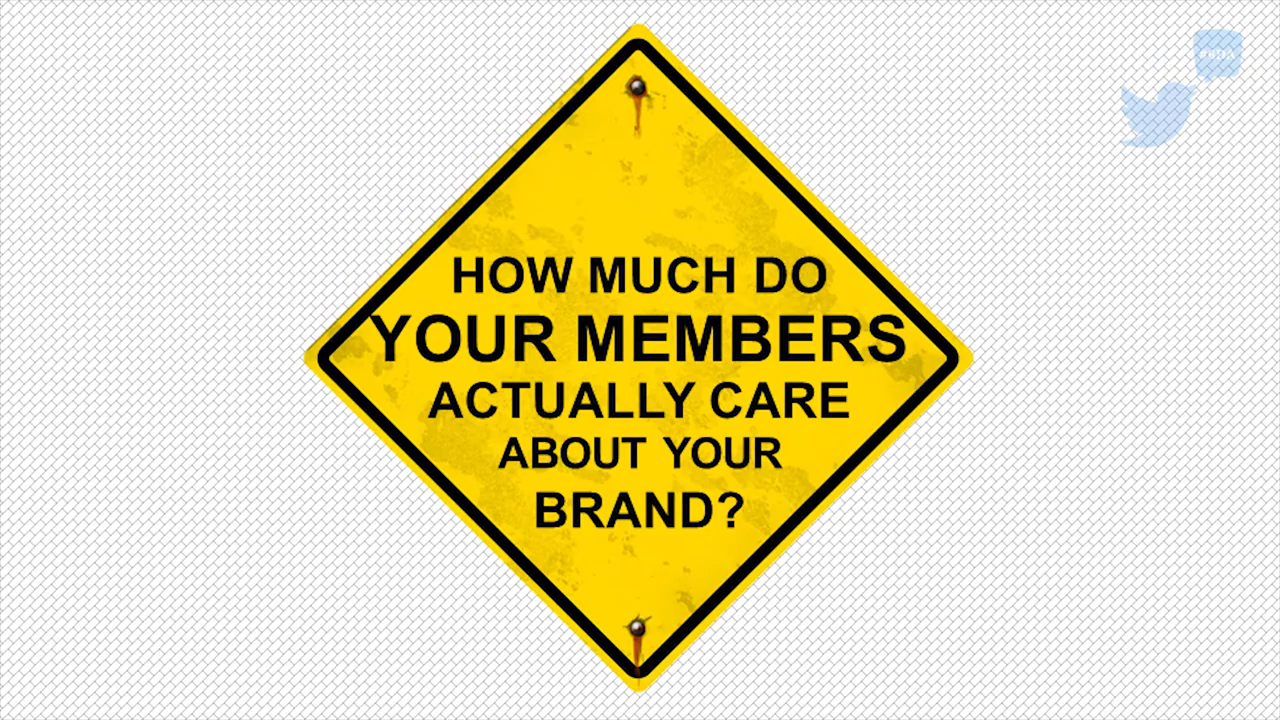 HOW MUCH DO
YOUR MEMBERS
ACTUALLY CARE
ABOUT YOUR
BRAND?